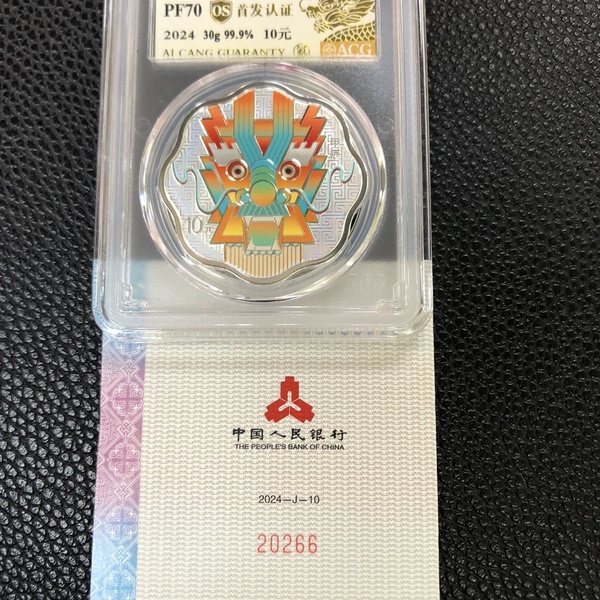 PF70 OS 首发认证
2024 30g 99.9% 10元
AI CANG GUARANTY ACG
10元
中国人民银行
THE PEOPLE'S BANK OF CHINA
2024—J—10
20266